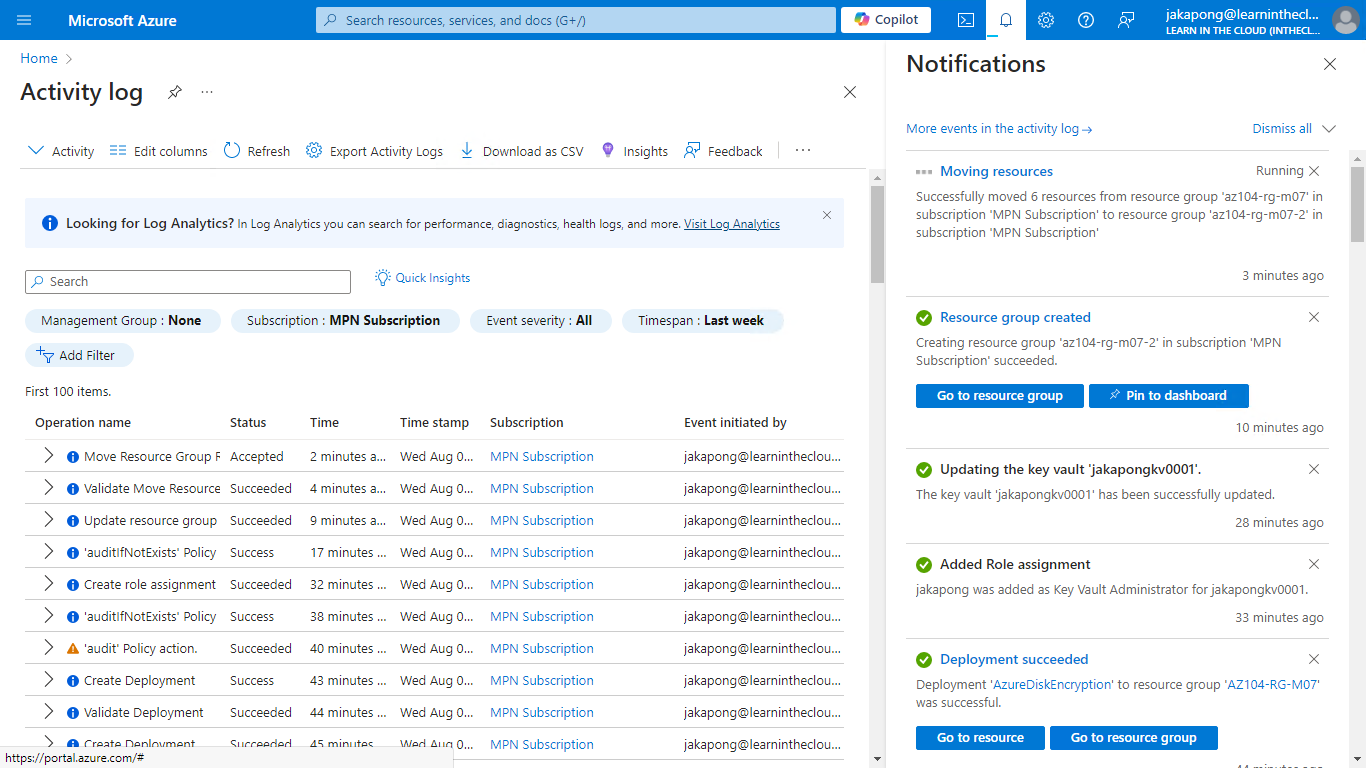 Microsoft Azure
Search resources, services, and docs (G+/)
Copilot
jakapong@learninthecl...
LEARN IN THE CLOUD (INTHECL...
Home
Activity log
Activity
Edit columns
Refresh
Export Activity Logs
Download as CSV
Insights
Feedback
Looking for Log Analytics? In Log Analytics you can search for performance, diagnostics, health logs, and more. Visit Log Analytics
Search
Quick Insights
Management Group : None
Subscription : MPN Subscription
Event severity : All
Timespan : Last week
Add Filter
First 100 items.
Operation name Status Time Time stamp Subscription Event initiated by
Move Resource Group R Accepted 2 minutes a... Wed Aug 0... MPN Subscription jakapong@learnintheclou...
Validate Move Resource Succeeded 4 minutes a... Wed Aug 0... MPN Subscription jakapong@learnintheclou...
Update resource group Succeeded 9 minutes a... Wed Aug 0... MPN Subscription jakapong@learnintheclou...
'auditIfNotExists' Policy Success 17 minutes ... Wed Aug 0... MPN Subscription jakapong@learnintheclou...
Create role assignment Succeeded 32 minutes ... Wed Aug 0... MPN Subscription jakapong@learnintheclou...
'auditIfNotExists' Policy Success 38 minutes ... Wed Aug 0... MPN Subscription jakapong@learnintheclou...
'audit' Policy action. Succeeded 40 minutes ... Wed Aug 0... MPN Subscription jakapong@learnintheclou...
Create Deployment Success 43 minutes ... Wed Aug 0... MPN Subscription jakapong@learnintheclou...
Validate Deployment Succeeded 44 minutes ... Wed Aug 0... MPN Subscription jakapong@learnintheclou...
Create Deployment Succeeded 45 minutes ... Wed Aug 0... MPN Subscription jakapong@learnintheclou...
https://portal.azure.com/#
Notifications
More events in the activity log →
Dismiss all
Moving resources Running
Successfully moved 6 resources from resource group 'az104-rg-m07' in
subscription 'MPN Subscription' to resource group 'az104-rg-m07-2' in
subscription 'MPN Subscription'
3 minutes ago
Resource group created
Creating resource group 'az104-rg-m07-2' in subscription 'MPN
Subscription' succeeded.
Go to resource group
Pin to dashboard
10 minutes ago
Updating the key vault 'jakapongkv0001'.
The key vault 'jakapongkv0001' has been successfully updated.
28 minutes ago
Added Role assignment
jakapong was added as Key Vault Administrator for jakapongkv0001.
33 minutes ago
Deployment succeeded
Deployment 'AzureDiskEncryption' to resource group 'AZ104-RG-M07'
was successful.
Go to resource
Go to resource group
44 minutes ago